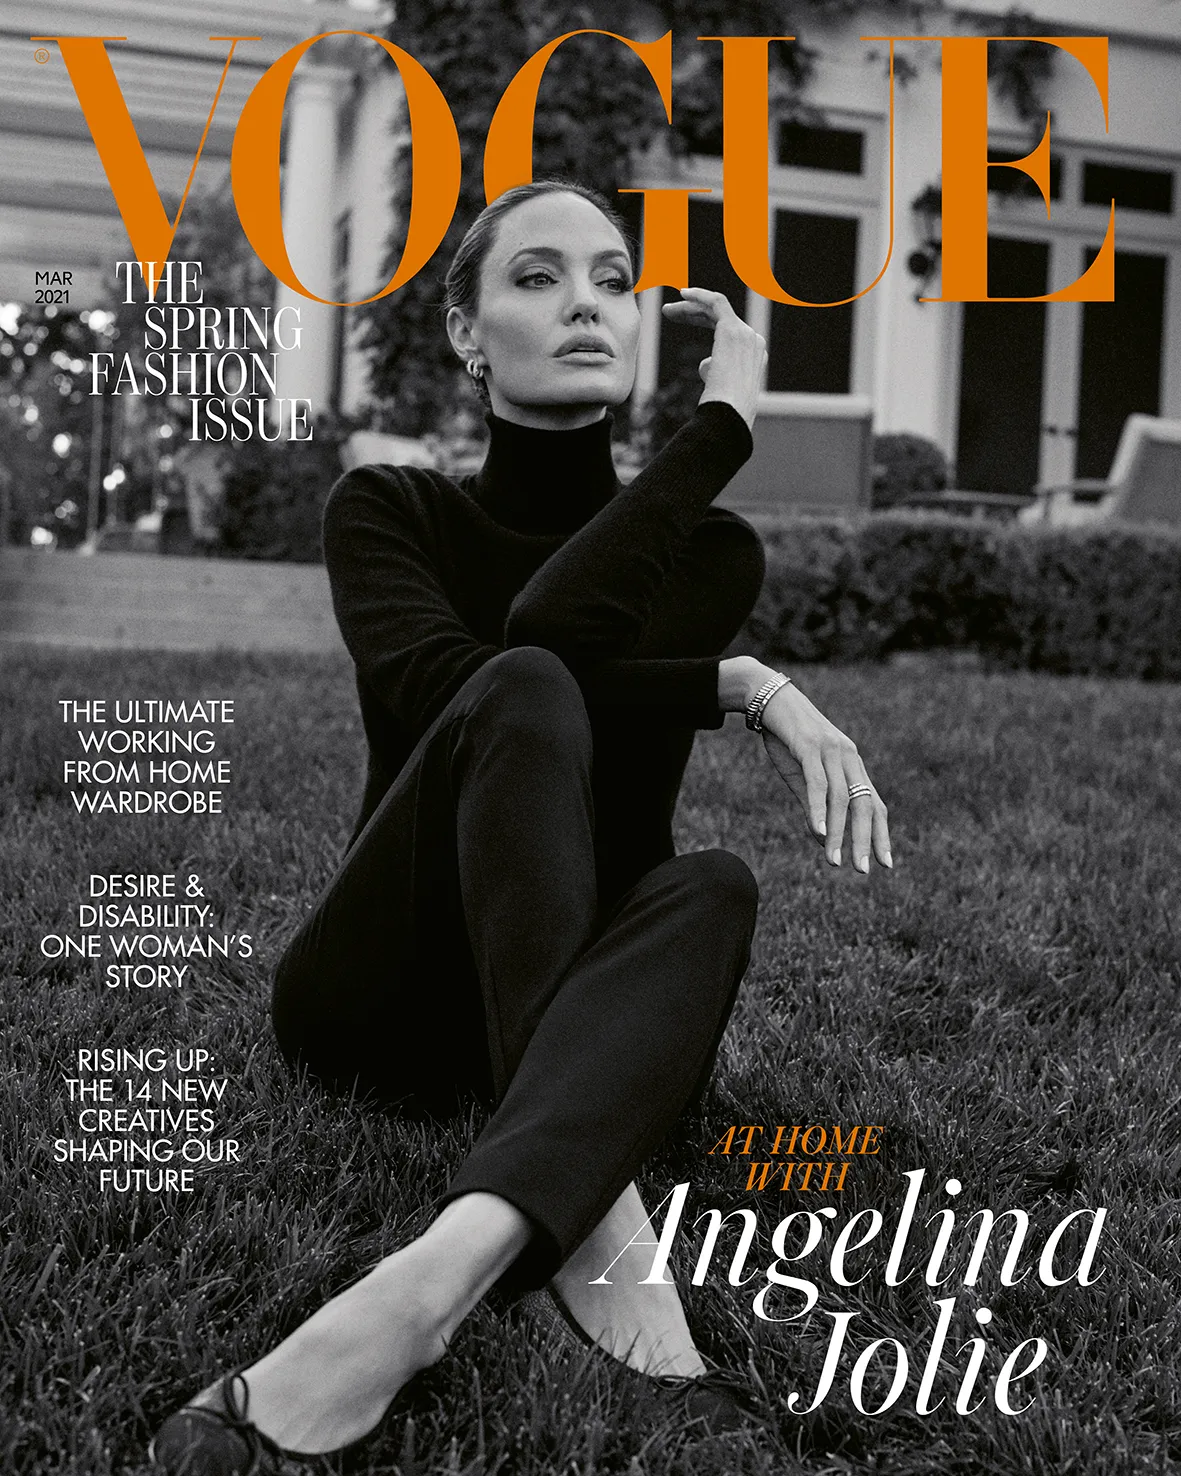 VOGUE
®
MAR
2021
THE
SPRING
FASHION
ISSUE
THE ULTIMATE
WORKING
FROM HOME
WARDROBE
DESIRE &
DISABILITY:
ONE WOMAN'S
STORY
RISING UP:
THE 14 NEW
CREATIVES
SHAPING OUR
FUTURE
AT HOME
WITH
Angelina
Jolie